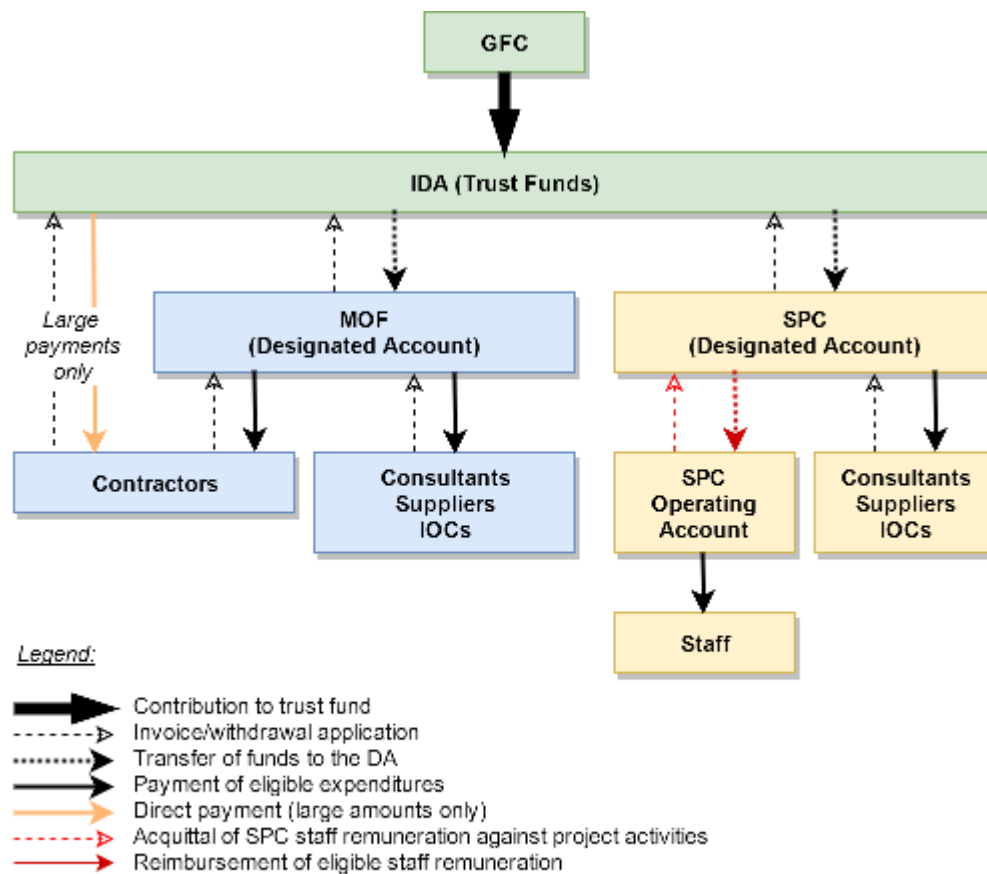 GFC
IDA (Trust Funds)
Large
payments
only
MOF
(Designated Account)
SPC
(Designated Account)
Contractors
Consultants
Suppliers
IOCs
SPC
Operating
Account
Consultants
Suppliers
IOCs
Staff
Legend:
Contribution to trust fund
Invoice/withdrawal application
Transfer of funds to the DA
Payment of eligible expenditures
Direct payment (large amounts only)
Acquittal of SPC staff remuneration against project activities
Reimbursement of eligible staff remuneration